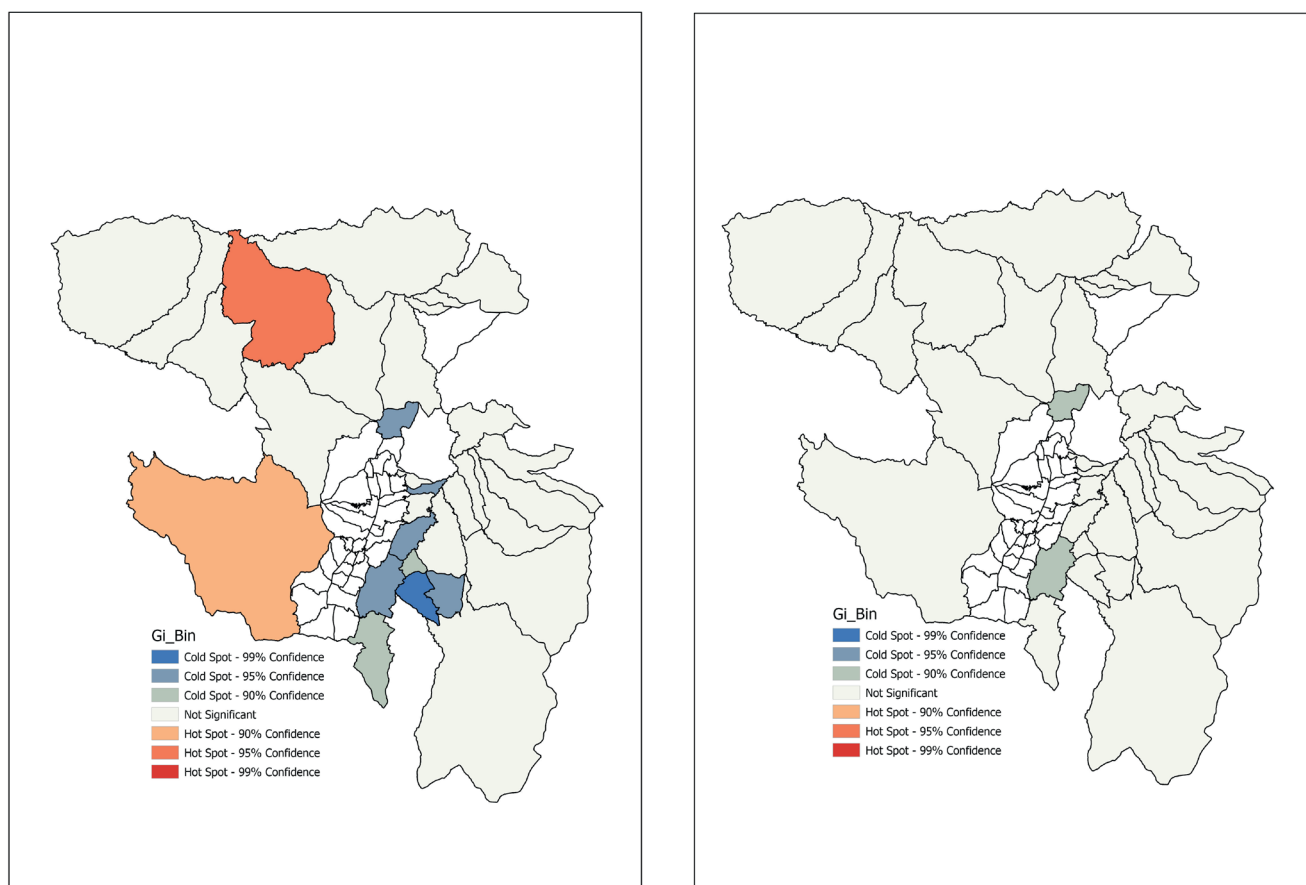 Gi_Bin
Cold Spot - 99% Confidence
Cold Spot - 95% Confidence
Cold Spot - 90% Confidence
Not Significant
Hot Spot - 90% Confidence
Hot Spot - 95% Confidence
Hot Spot - 99% Confidence
Gi_Bin
Cold Spot - 99% Confidence
Cold Spot - 95% Confidence
Cold Spot - 90% Confidence
Not Significant
Hot Spot - 90% Confidence
Hot Spot - 95% Confidence
Hot Spot - 99% Confidence